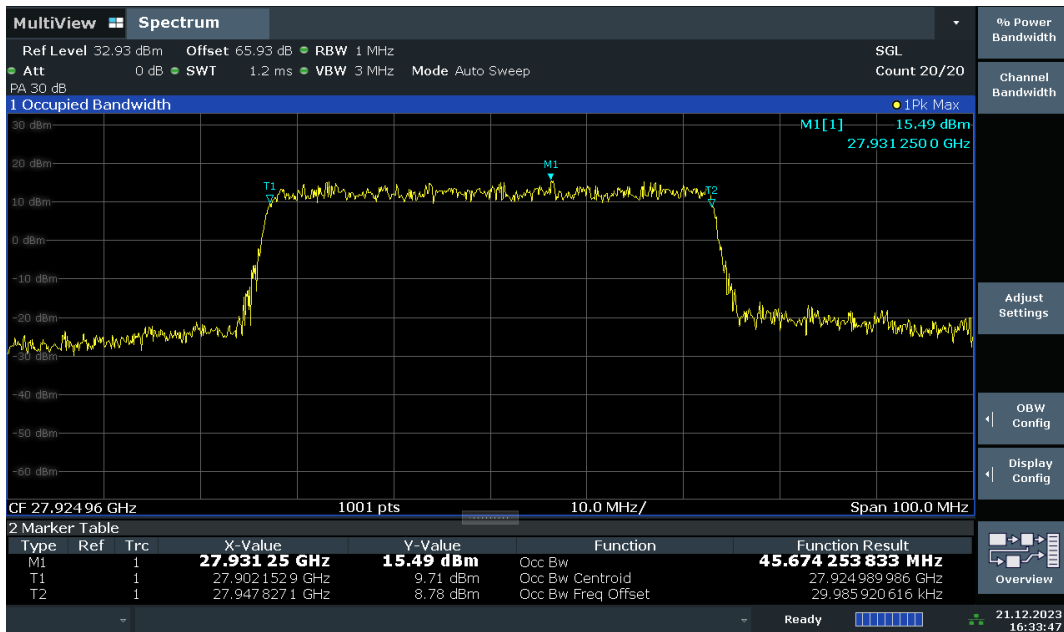 MultiView Spectrum
Ref Level 32.93 dBm Offset 65.93 dB RBW 1 MHz SGL
Att 0 dB SWT 1.2 ms VBW 3 MHz Mode Auto Sweep Count 20/20
PA 30 dB
1 Occupied Bandwidth 1Pk Max
30 dBm
M1[1] 15.49 dBm
27.931 250 0 GHz
20 dBm
M1
T1
T2
10 dBm
0 dBm
-10 dBm
-20 dBm
-30 dBm
-40 dBm
-50 dBm
-60 dBm
CF 27.924 96 GHz 1001 pts 10.0 MHz/ Span 100.0 MHz
2 Marker Table
Type Ref Trc X-Value Y-Value Function Function Result
M1 1 27.931 25 GHz 15.49 dBm Occ Bw 45.674 253 833 MHz
T1 1 27.902 152 9 GHz 9.71 dBm Occ Bw Centroid 27.924 989 986 GHz
T2 1 27.947 827 1 GHz 8.78 dBm Occ Bw Freq Offset 29.985 920 616 kHz
Ready
21.12.2023
16:33:47
% Power
Bandwidth
Channel
Bandwidth
Adjust
Settings
OBW
Config
Display
Config
Overview